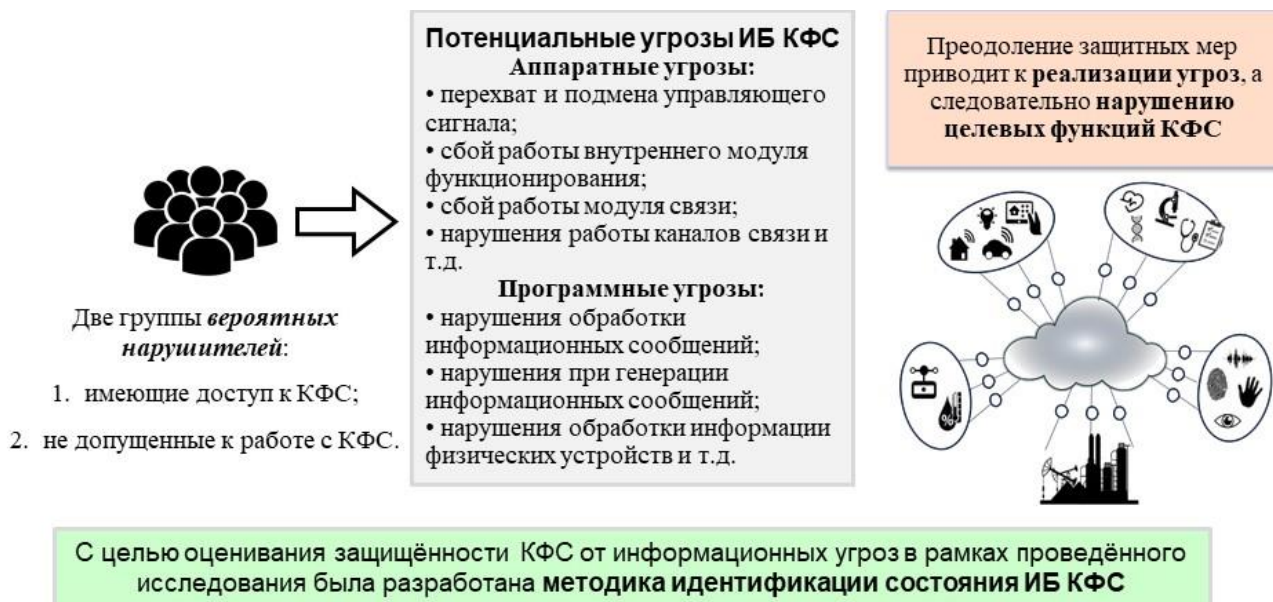 Две группы вероятных
нарушителей:
1. имеющие доступ к КФС;
2. не допущенные к работе с КФС.
Потенциальные угрозы ИБ КФС
Аппаратные угрозы:
• перехват и подмена управляющего
сигнала;
• сбой работы внутреннего модуля
функционирования;
• сбой работы модуля связи;
• нарушения работы каналов связи и
т.д.
Программные угрозы:
• нарушения обработки
информационных сообщений;
• нарушения при генерации
информационных сообщений;
• нарушения обработки информации
физических устройств и т.д.
Преодоление защитных мер
приводит к реализации угроз, а
следовательно нарушению
целевых функций КФС
%
С целью оценивания защищённости КФС от информационных угроз в рамках проведённого
исследования была разработана методика идентификации состояния ИБ КФС